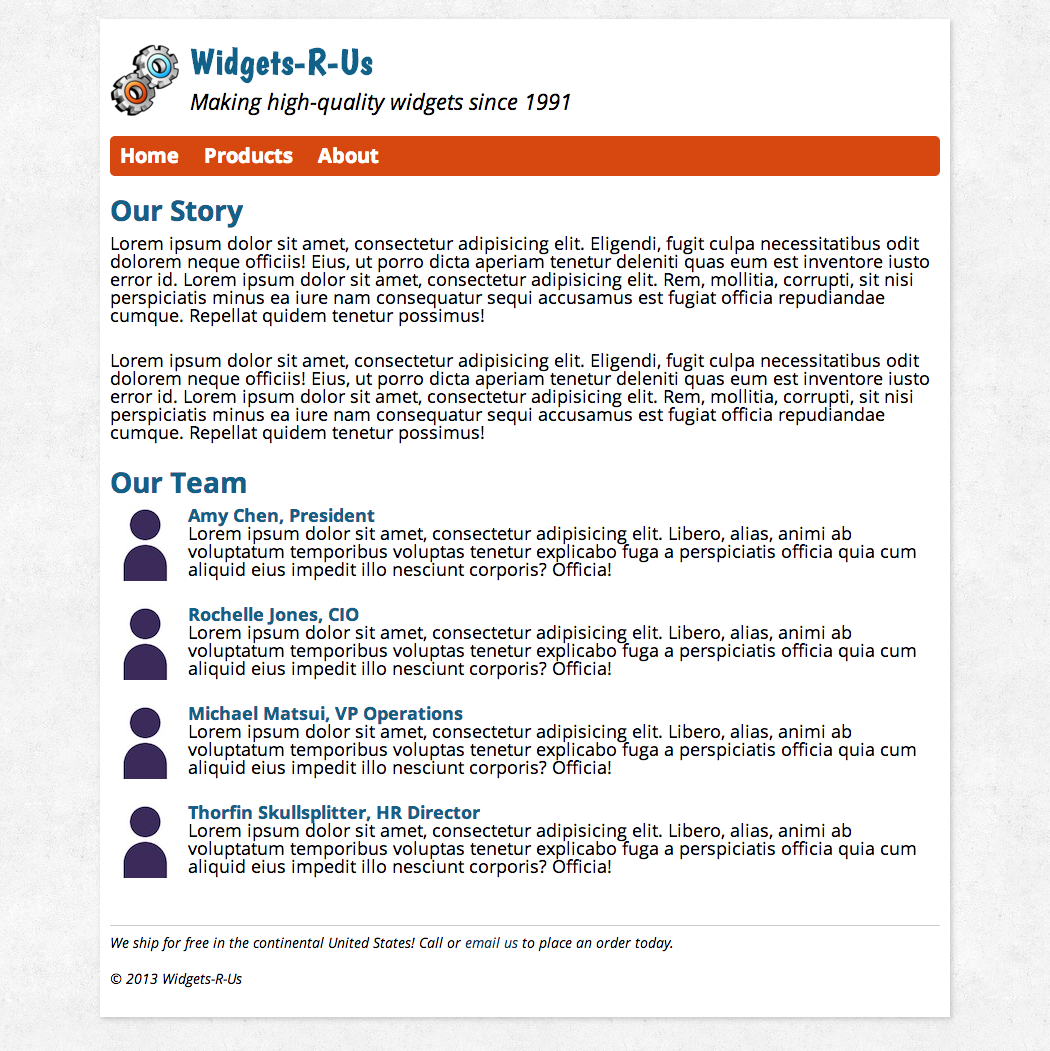 Widgets-R-Us
Making high-quality widgets since 1991
Home Products About
Our Story
Lorem ipsum dolor sit amet, consectetur adipisicing elit. Eligendi, fugit culpa necessitatibus odit
dolorem neque officiis! Eius, ut porro dicta aperiam tenetur deleniti quas eum est inventore iusto
error id. Lorem ipsum dolor sit amet, consectetur adipisicing elit. Rem, mollitia, corrupti, sit nisi
perspiciatis minus ea iure nam consequatur sequi accusamus est fugiat officia repudiandae
cumque. Repellat quidem tenetur possimus!
Lorem ipsum dolor sit amet, consectetur adipisicing elit. Eligendi, fugit culpa necessitatibus odit
dolorem neque officiis! Eius, ut porro dicta aperiam tenetur deleniti quas eum est inventore iusto
error id. Lorem ipsum dolor sit amet, consectetur adipisicing elit. Rem, mollitia, corrupti, sit nisi
perspiciatis minus ea iure nam consequatur sequi accusamus est fugiat officia repudiandae
cumque. Repellat quidem tenetur possimus!
Our Team
Amy Chen, President
Lorem ipsum dolor sit amet, consectetur adipisicing elit. Libero, alias, animi ab
voluptatum temporibus voluptas tenetur explicabo fuga a perspiciatis officia quia cum
aliquid eius impedit illo nesciunt corporis? Officia!
Rochelle Jones, CIO
Lorem ipsum dolor sit amet, consectetur adipisicing elit. Libero, alias, animi ab
voluptatum temporibus voluptas tenetur explicabo fuga a perspiciatis officia quia cum
aliquid eius impedit illo nesciunt corporis? Officia!
Michael Matsui, VP Operations
Lorem ipsum dolor sit amet, consectetur adipisicing elit. Libero, alias, animi ab
voluptatum temporibus voluptas tenetur explicabo fuga a perspiciatis officia quia cum
aliquid eius impedit illo nesciunt corporis? Officia!
Thorfin Skullsplitter, HR Director
Lorem ipsum dolor sit amet, consectetur adipisicing elit. Libero, alias, animi ab
voluptatum temporibus voluptas tenetur explicabo fuga a perspiciatis officia quia cum
aliquid eius impedit illo nesciunt corporis? Officia!
We ship for free in the continental United States! Call or email us to place an order today.
© 2013 Widgets-R-Us